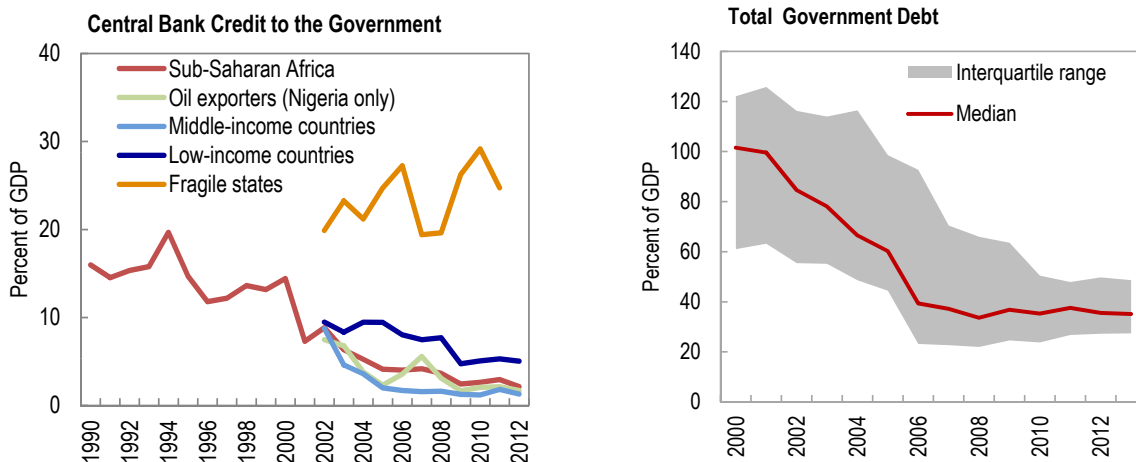 Central Bank Credit to the Government
40
30
20
10
0
Percent of GDP
Sub-Saharan Africa
Oil exporters (Nigeria only)
Middle-income countries
Low-income countries
Fragile states
1990
1992
1994
1996
1998
2000
2002
2004
2006
2008
2010
2012
Total Government Debt
140
120
100
80
60
40
20
0
Percent of GDP
Interquartile range
Median
2000
2002
2004
2006
2008
2010
2012